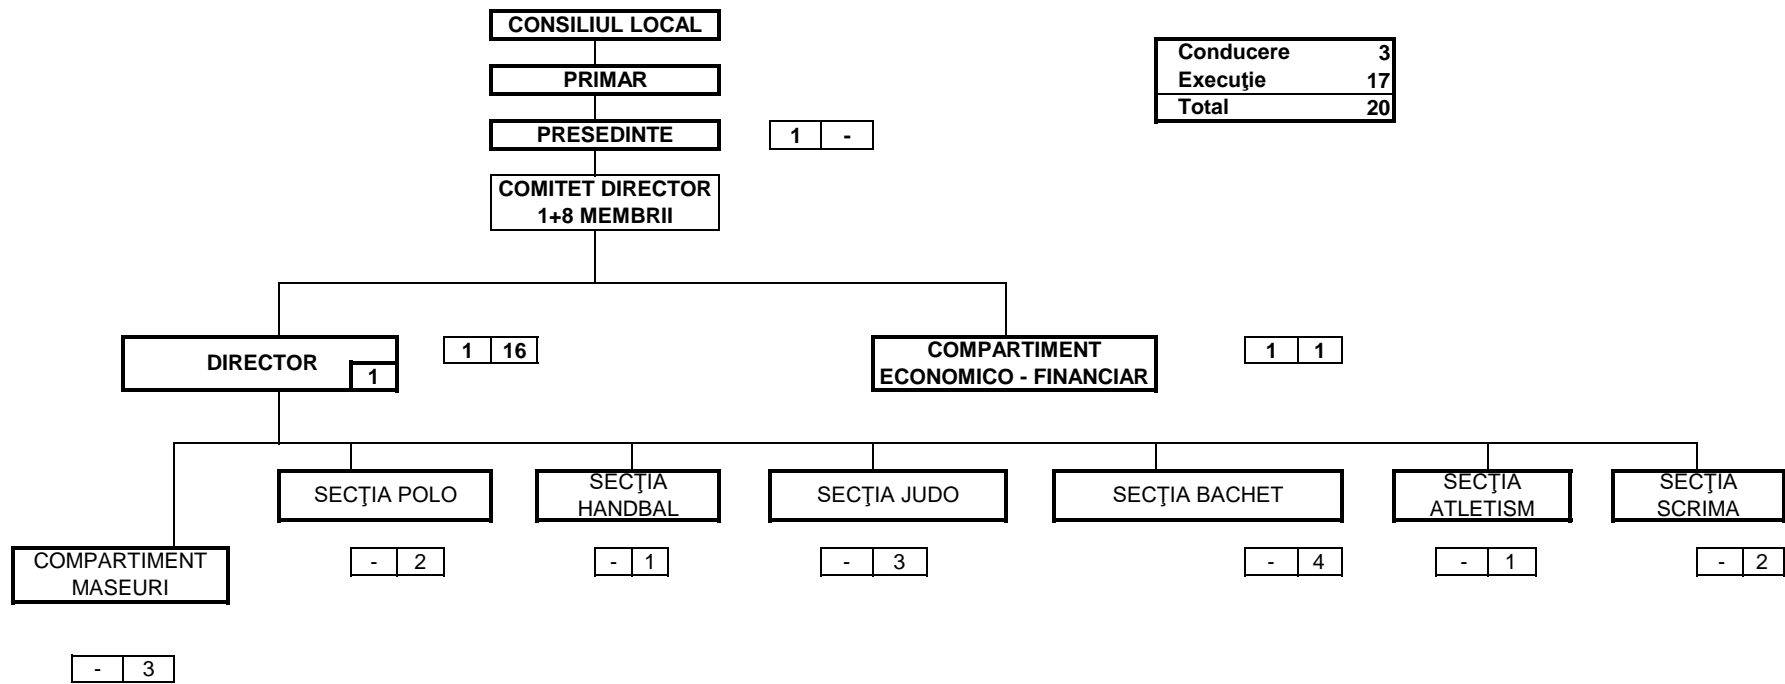 CONSILIUL LOCAL
PRIMAR
PRESEDINTE
1 -
COMITET DIRECTOR
1+8 MEMBRII
Conducere 3
Execuţie 17
Total 20
DIRECTOR
1
1 16
COMPARTIMENT
ECONOMICO - FINANCIAR
1 1
SECŢIA POLO
- 2
SECŢIA
HANDBAL
- 1
SECŢIA JUDO
- 3
SECŢIA BACHET
- 4
SECŢIA
ATLETISM
- 1
SECŢIA
SCRIMA
- 2
COMPARTIMENT
MASEURI
- 3